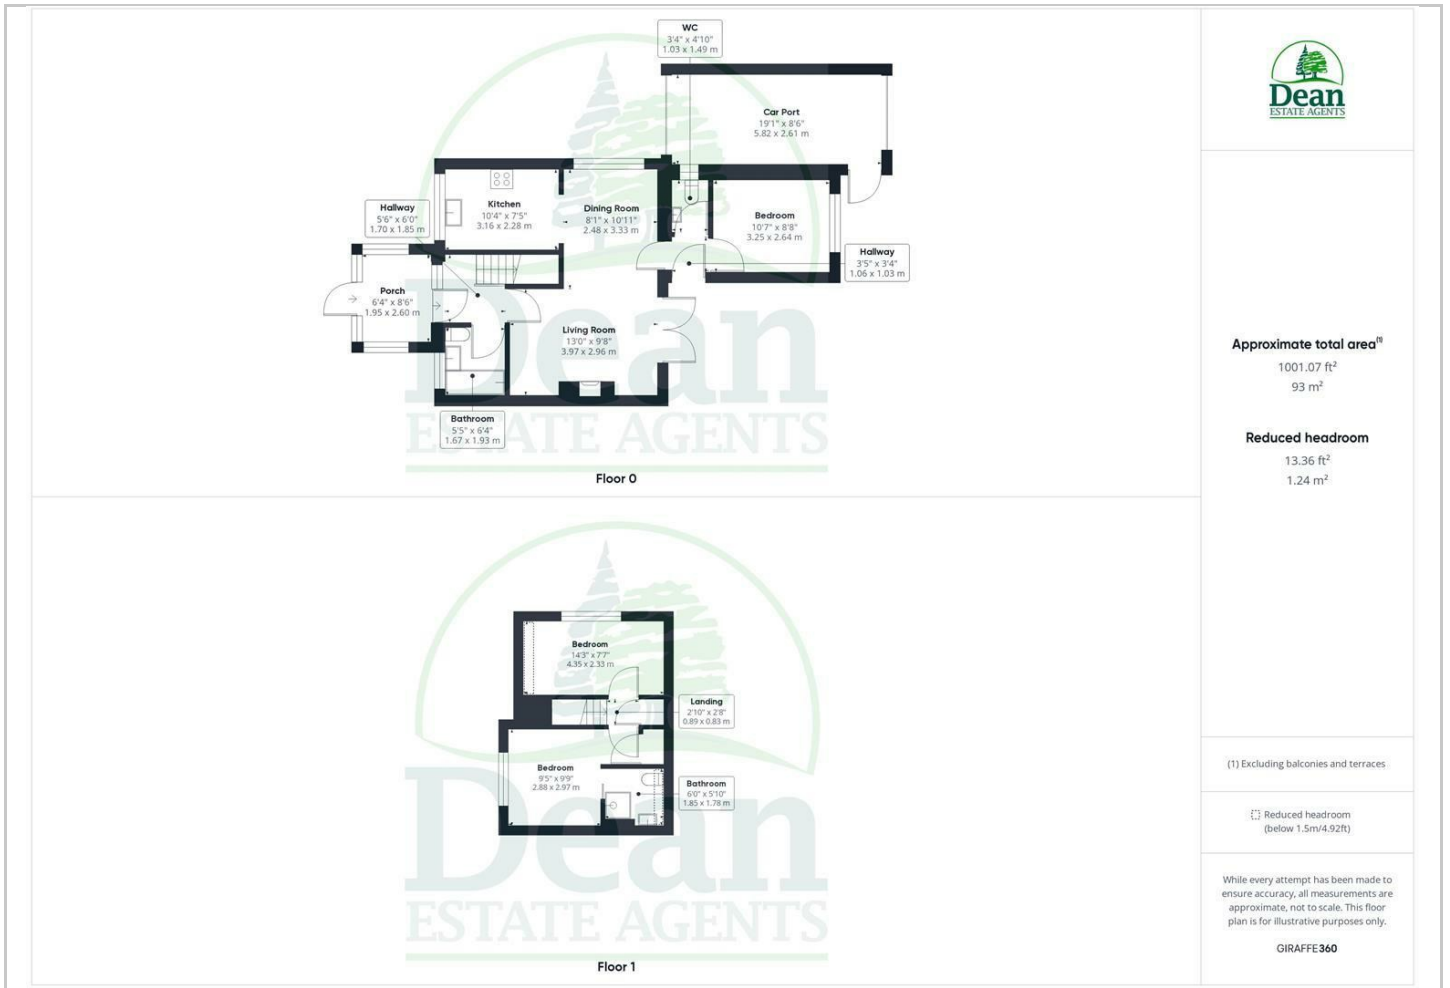 WC
3'4" x 4'10"
1.03 x 1.49 m
Car Port
19'1" x 8'6"
5.82 x 2.61 m
Kitchen
10'4" x 7'5"
3.16 x 2.28 m
Dining Room
8'1" x 10'11"
2.48 x 3.33 m
Hallway
5'6" x 6'0"
1.70 x 1.85 m
Bedroom
10'7" x 8'8"
3.25 x 2.64 m
Hallway
3'5" x 3'4"
1.06 x 1.03 m
Porch
6'4" x 8'6"
1.95 x 2.60 m
Living Room
13'0" x 9'8"
3.97 x 2.96 m
Bathroom
5'5" x 6'4"
1.67 x 1.93 m
Dean
ESTATE AGENTS
Floor 0
Bedroom
14'3" x 7'7"
4.35 x 2.33 m
Landing
2'10" x 2'8"
0.89 x 0.83 m
Bedroom
9'5" x 9'9"
2.88 x 2.97 m
Bathroom
6'0" x 5'10"
1.85 x 1.78 m
Dean
ESTATE AGENTS
Floor 1
Dean
ESTATE AGENTS
Approximate total area(1)
1001.07 ft²
93 m²
Reduced headroom
13.36 ft²
1.24 m²
(1) Excluding balconies and terraces
Reduced headroom
(below 1.5m/4.92ft)
While every attempt has been made to
ensure accuracy, all measurements are
approximate, not to scale. This floor
plan is for illustrative purposes only.
GIRAFFE360